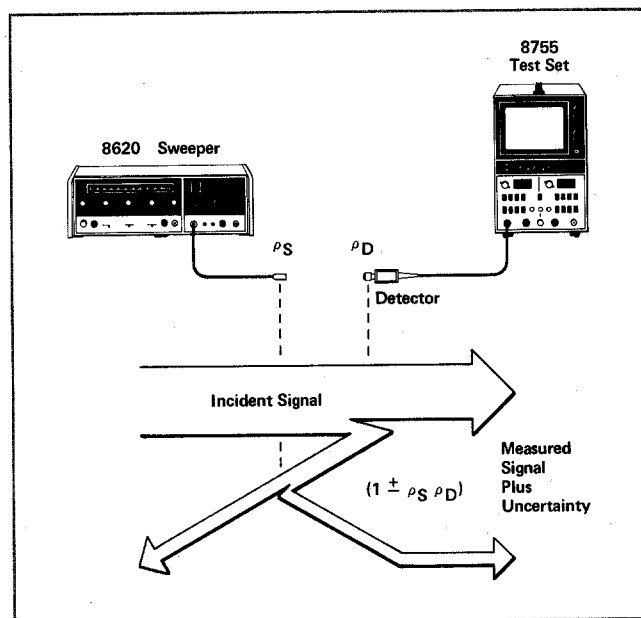 8755
Test Set
8620 Sweeper
ρS
ρD
Detector
Incident Signal
(1 ± ρS ρD)
Measured
Signal
Plus
Uncertainty